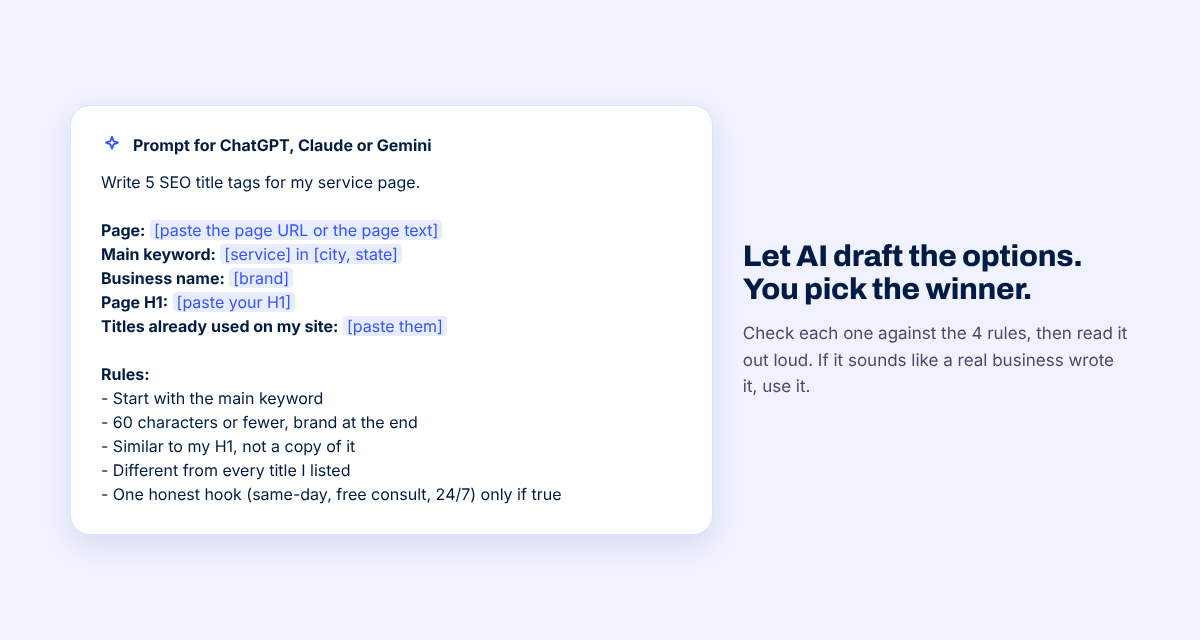 Prompt for ChatGPT, Claude or Gemini
Write 5 SEO title tags for my service page.
Page: [paste the page URL or the page text]
Main keyword: [service] in [city, state]
Business name: [brand]
Page H1: [paste your H1]
Titles already used on my site: [paste them]
Rules:
- Start with the main keyword
- 60 characters or fewer, brand at the end
- Similar to my H1, not a copy of it
- Different from every title I listed
- One honest hook (same-day, free consult, 24/7) only if true
Let AI draft the options.
You pick the winner.
Check each one against the 4 rules, then read it
out loud. If it sounds like a real business wrote
it, use it.